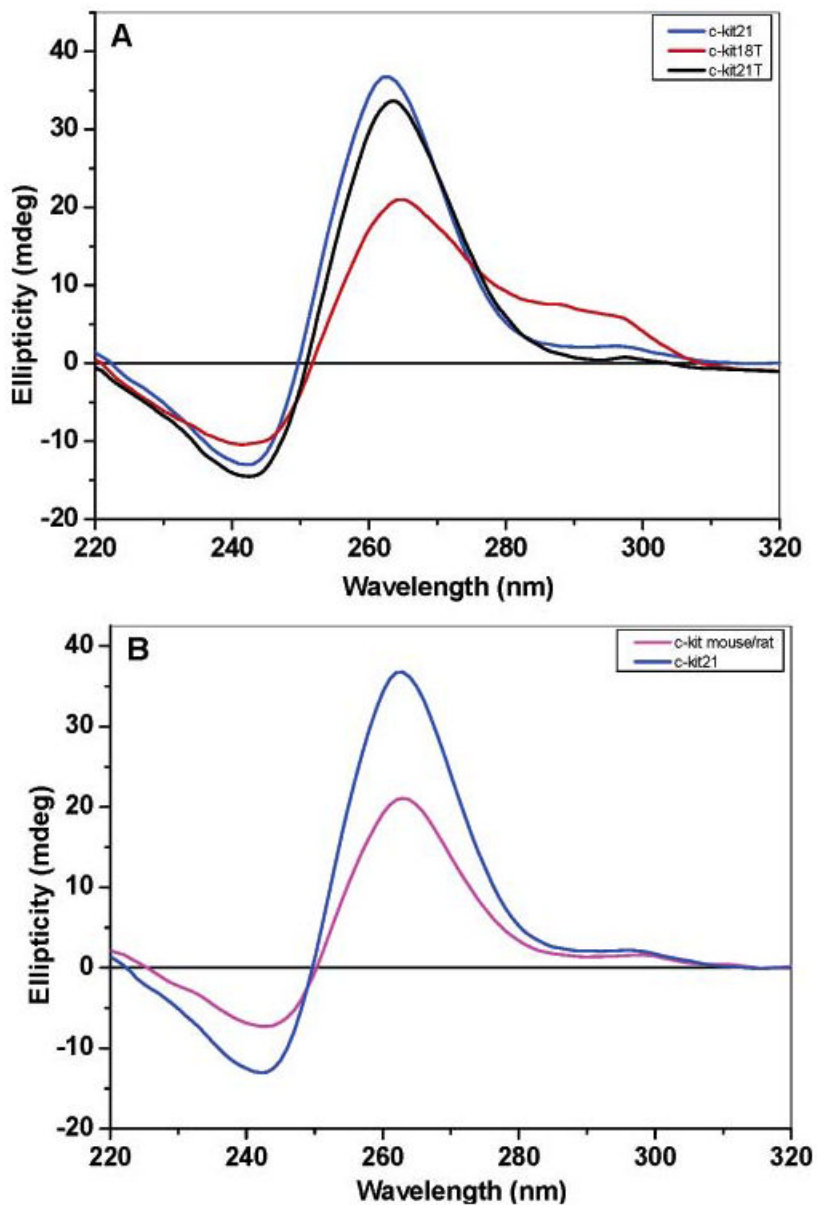 A
c-kit21
c-kit18T
c-kit21T
40
30
20
10
0
-10
-20
Ellipticity (mdeg)
220 240 260 280 300 320
Wavelength (nm)
B
c-kit mouse/rat
c-kit21
40
30
20
10
0
-10
-20
Ellipticity (mdeg)
220 240 260 280 300 320
Wavelength (nm)